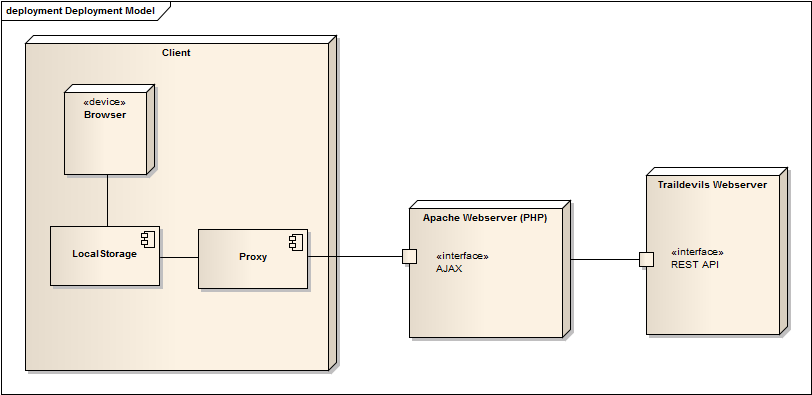 deployment Deployment Model
Client
«device»
Browser
LocalStorage
Proxy
Apache Webserver (PHP)
«interface»
AJAX
Traildevils Webserver
«interface»
REST API